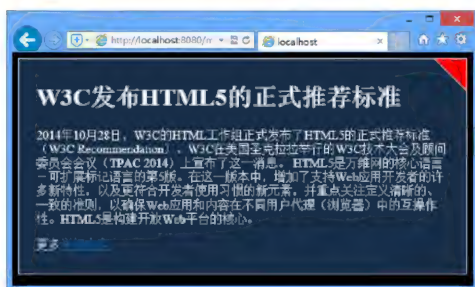 http://localhost:8080/
localhost
W3C发布HTML5的正式推荐标准
2014年10月28日，W3C的HTML工作组正式发布了HTML5的正式推荐标准
（W3C Recommendation）。W3C在美国圣克拉拉举行的W3C技术大会及顾问
委员会会议（TPAC 2014）上宣布了这一消息。HTML5是万维网的核心语言
－可扩展标记语言的第5版。在这一版本中，增加了支持Web应用开发者的许
多新特性，以及更符合开发者使用习惯的新元素，并重点关注定义清晰的、
一致的准则，以确保Web应用和内容在不同用户代理（浏览器）中的互操作
性。HTML5是构建开放Web平台的核心。
更多